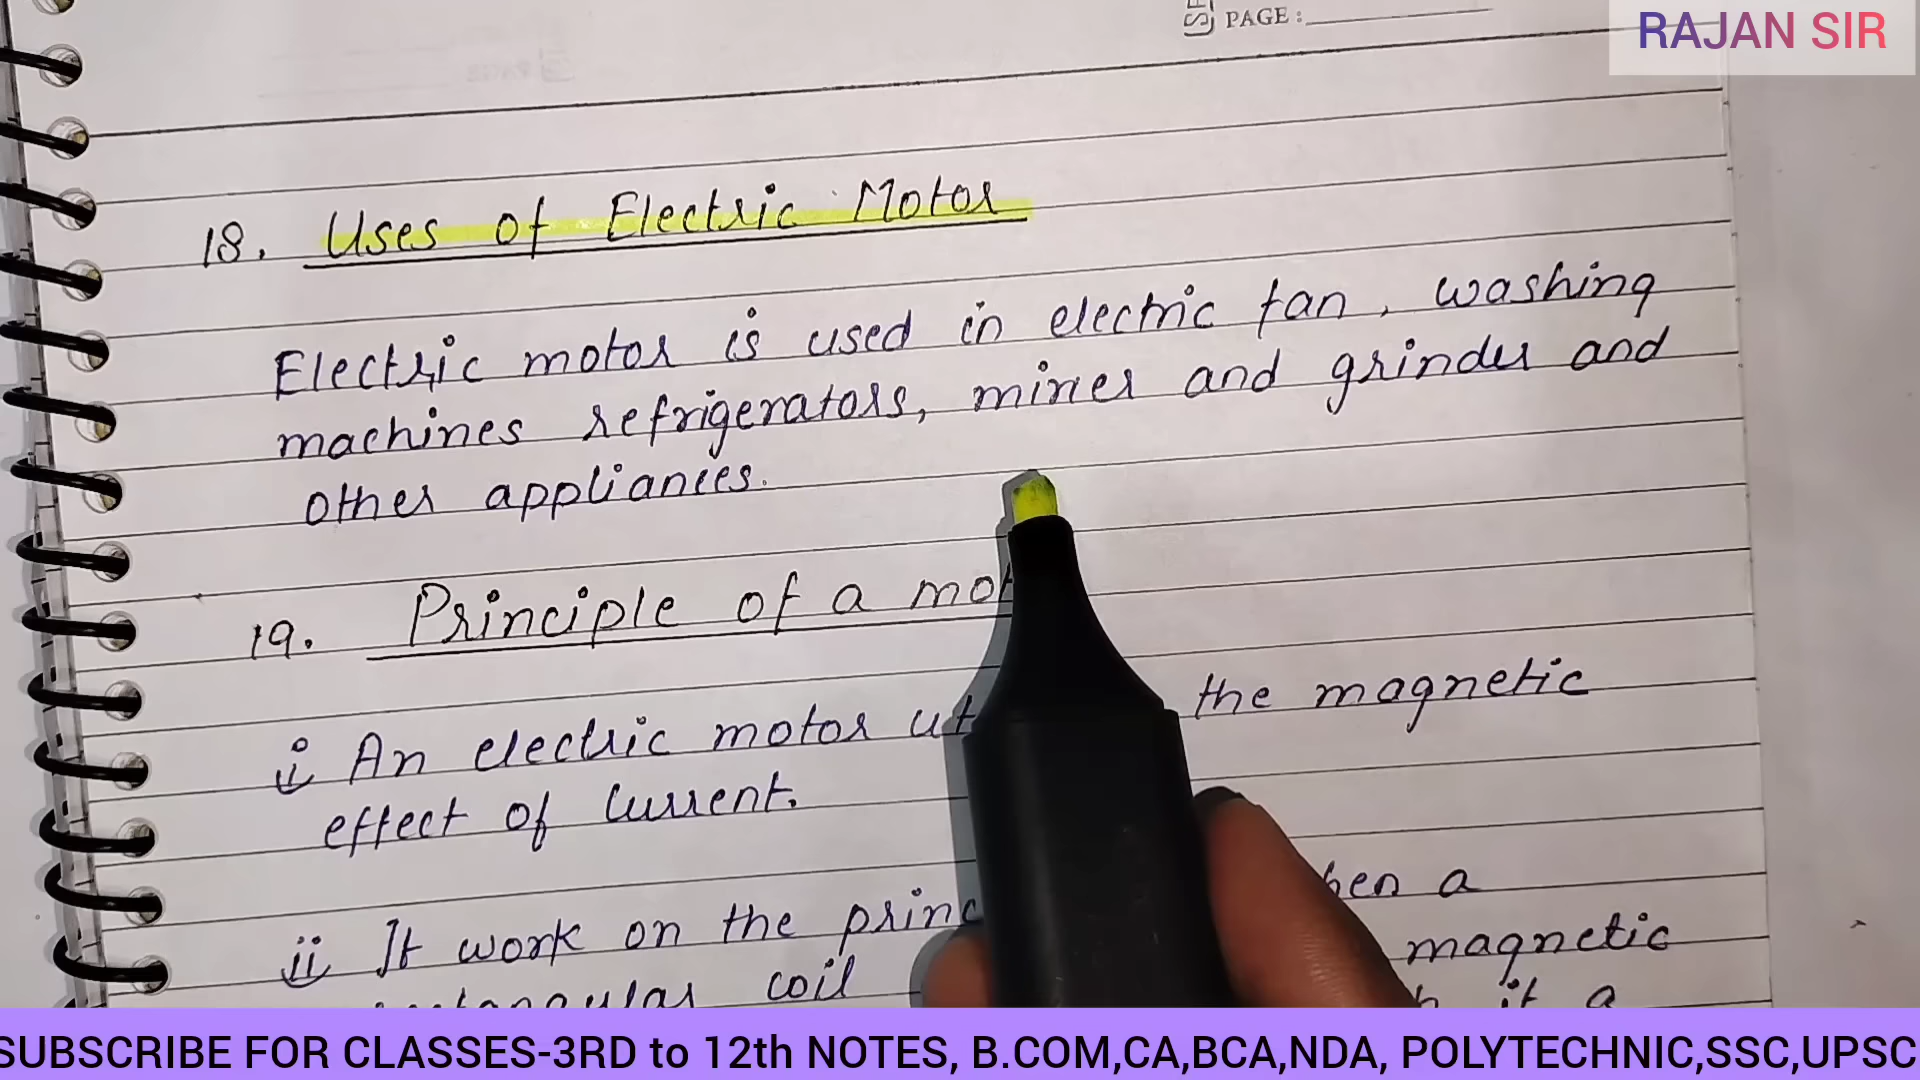 PAGE :
RAJAN SIR
18. Uses of Electric Motor
Electric motor is used in electric fan, washing
machines refrigerators, mixer and grinder and
other appliances.
19. Principle of a mot
i An electric motor ut the magnetic
effect of current.
ii It work on the princ hen a
rectangular coil magnetic
it a
SUBSCRIBE FOR CLASSES-3RD to 12th NOTES, B.COM,CA,BCA,NDA, POLYTECHNIC,SSC,UPSC